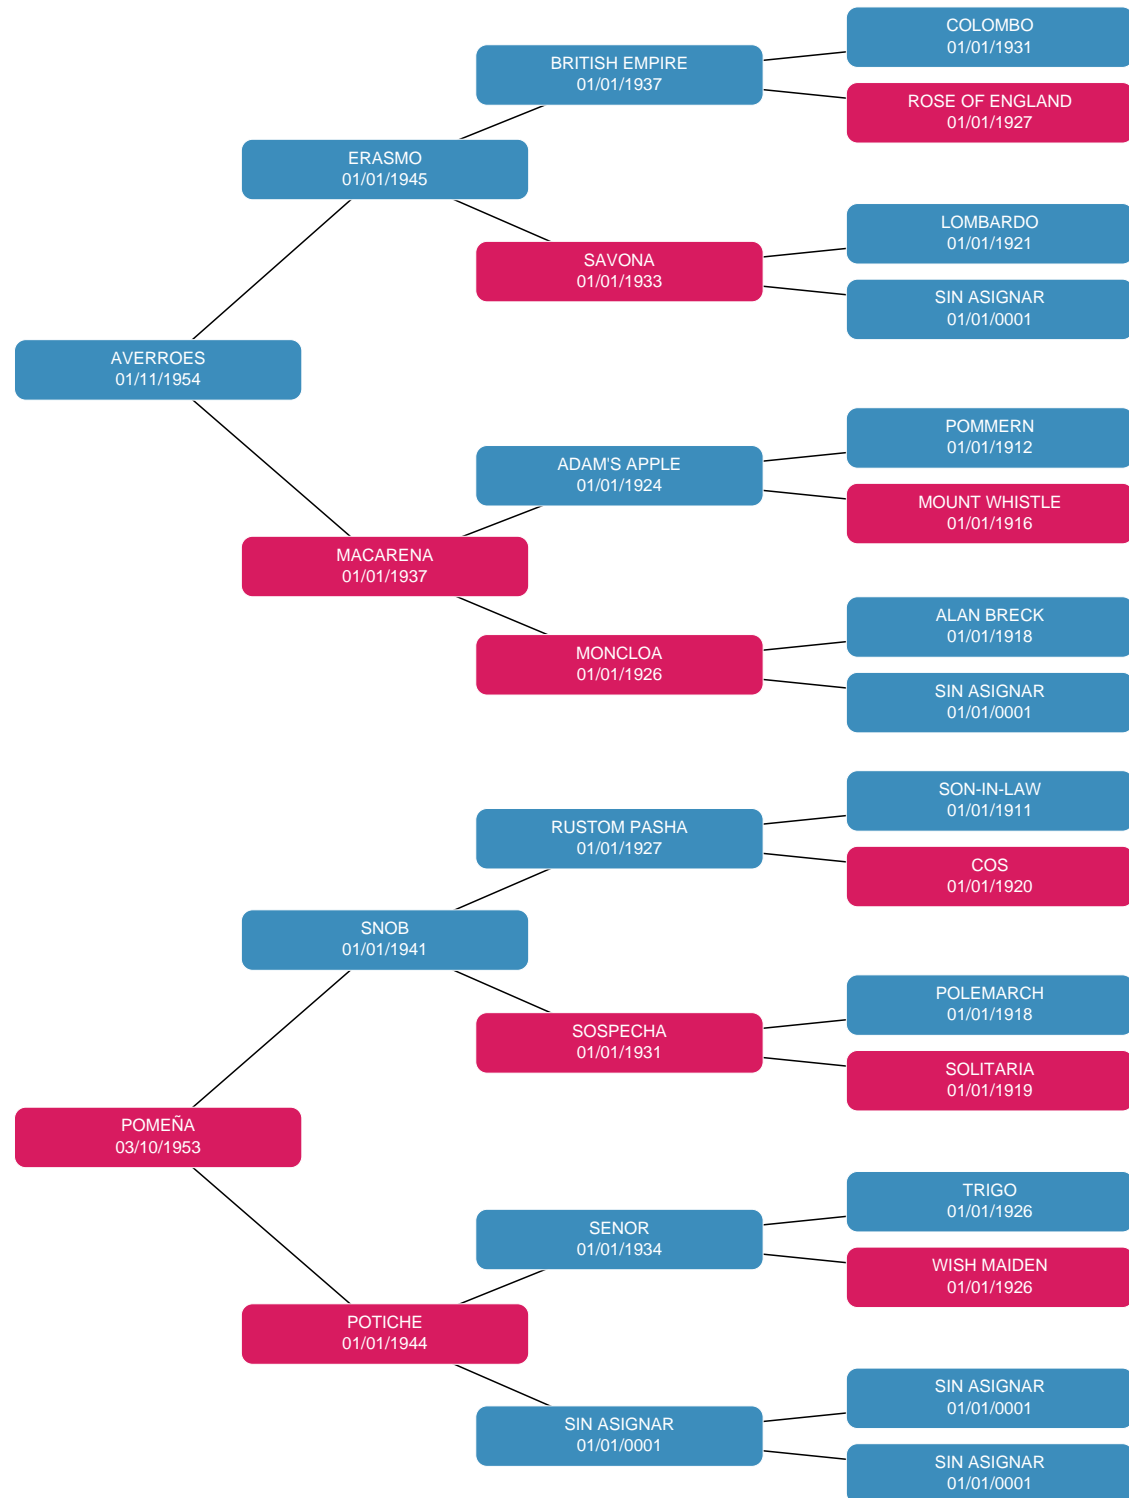 COLOMBO
01/01/1931
BRITISH EMPIRE
01/01/1937
ROSE OF ENGLAND
01/01/1927
ERASMO
01/01/1945
LOMBARDO
01/01/1921
SAVONA
01/01/1933
SIN ASIGNAR
01/01/0001
AVERROES
01/11/1954
POMMERN
01/01/1912
ADAM'S APPLE
01/01/1924
MOUNT WHISTLE
01/01/1916
MACARENA
01/01/1937
ALAN BRECK
01/01/1918
MONCLOA
01/01/1926
SIN ASIGNAR
01/01/0001
SON-IN-LAW
01/01/1911
RUSTOM PASHA
01/01/1927
COS
01/01/1920
SNOB
01/01/1941
POLEMARCH
01/01/1918
SOSPECHA
01/01/1931
SOLITARIA
01/01/1919
POMEÑA
03/10/1953
TRIGO
01/01/1926
SENOR
01/01/1934
WISH MAIDEN
01/01/1926
POTICHE
01/01/1944
SIN ASIGNAR
01/01/0001
SIN ASIGNAR
01/01/0001
SIN ASIGNAR
01/01/0001